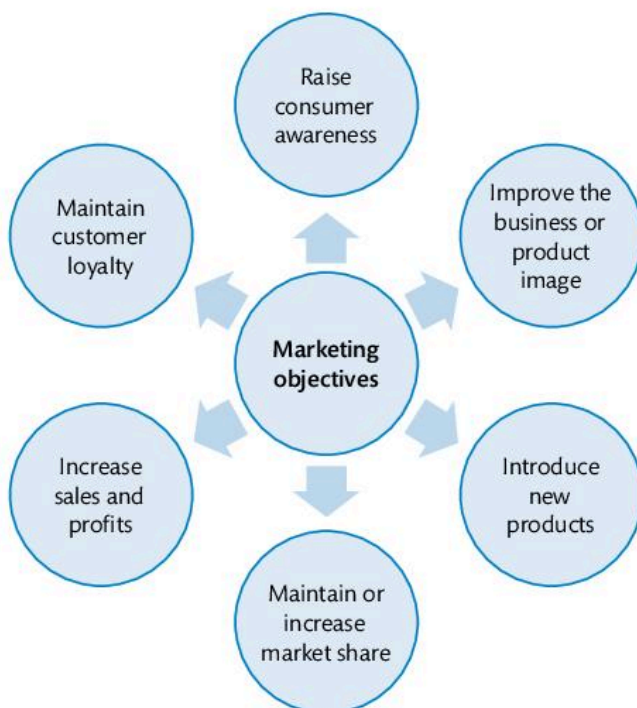 Raise
consumer
awareness
Improve the
business or
product
image
Introduce
new
products
Maintain or
increase
market share
Increase
sales and
profits
Maintain
customer
loyalty
Marketing
objectives